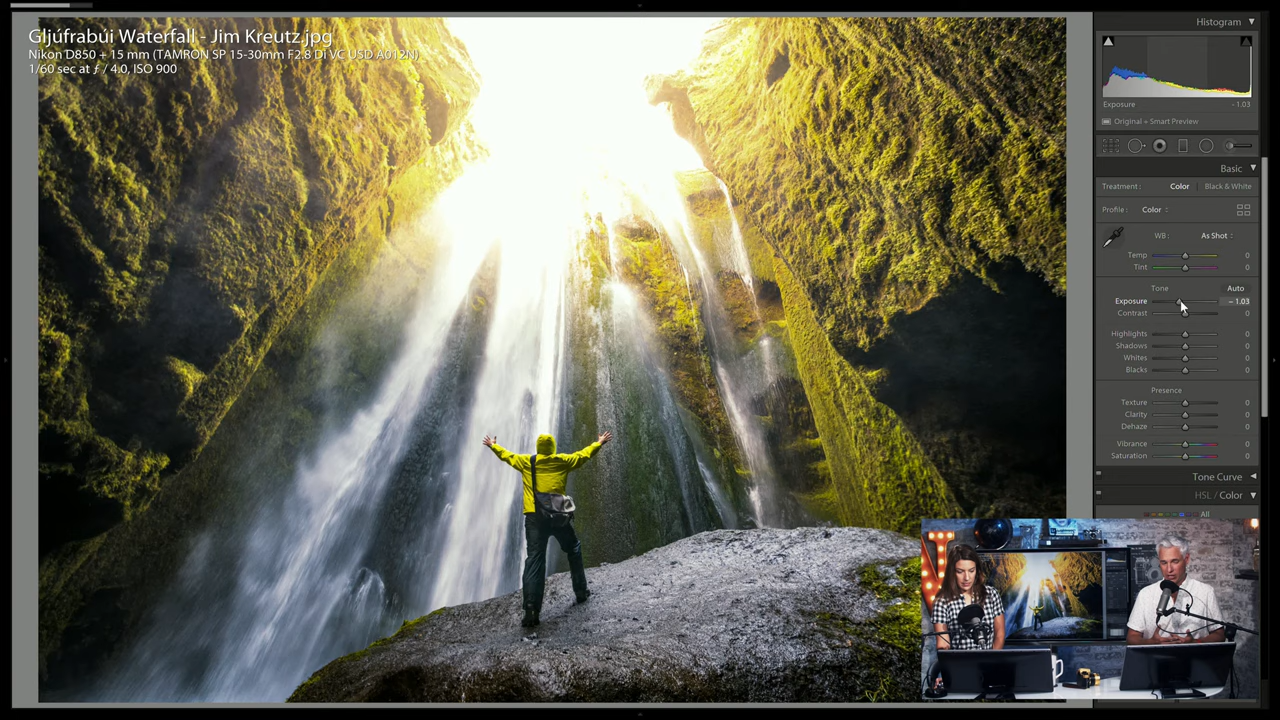 Gljúfrabúi Waterfall - Jim Kreutz.jpg
Nikon D850 + 15 mm (TAMRON SP 15-30mm F2.8 Di VC USD A012N)
1/60 sec at ƒ / 4.0, ISO 900
Histogram
Exposure - 1.03
Original + Smart Preview
Basic
Treatment : Color Black & White
Profile : Color
WB : As Shot
Temp 0
Tint 0
Tone Auto
Exposure - 1.03
Contrast 0
Highlights 0
Shadows 0
Whites 0
Blacks 0
Presence
Texture 0
Clarity 0
Dehaze 0
Vibrance 0
Saturation 0
Tone Curve
HSL / Color
All